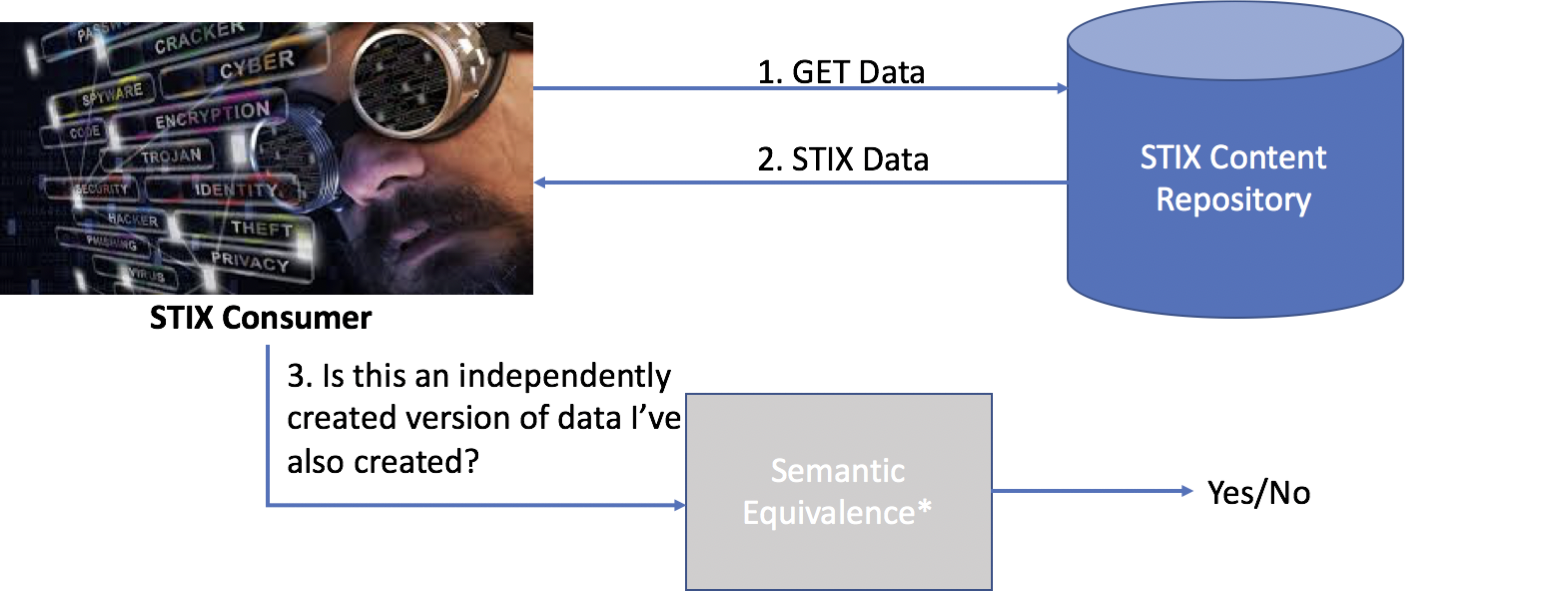 PASSW
CRACKER
CYBER
SPYWARE
ENCRYPTION
CODE
TROJAN
SECURITY
IDENTITY
HACKER
THEFT
PHISHING
PRIVACY
VIRUS
1. GET Data
2. STIX Data
STIX Content
Repository
STIX Consumer
3. Is this an independently
created version of data I’ve
also created?
Semantic
Equivalence*
Yes/No